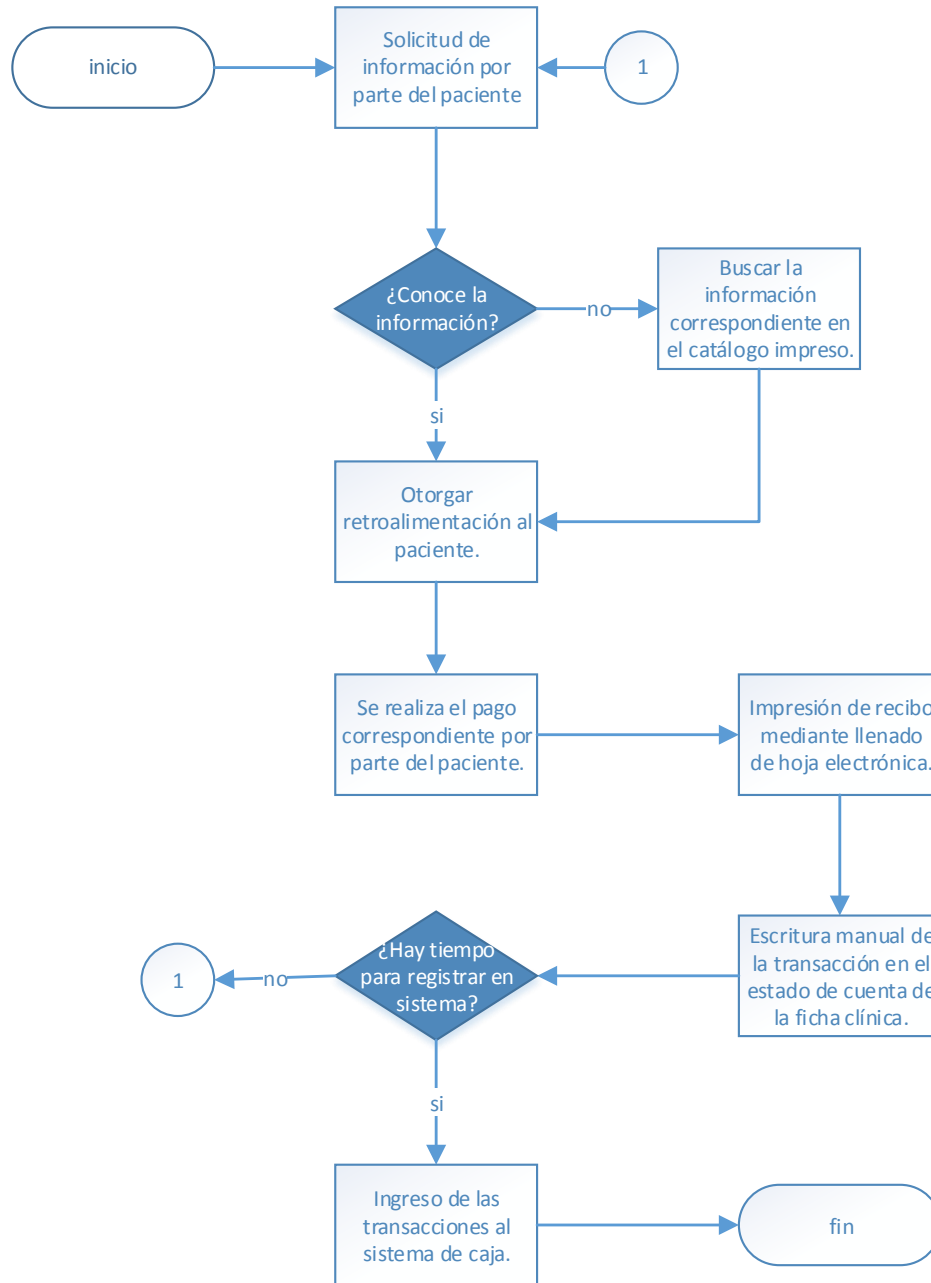 inicio
Solicitud de
información por
parte del paciente
1
¿Conoce la
información?
no
Buscar la
información
correspondiente en
el catálogo impreso.
si
Otorgar
retroalimentación al
paciente.
Se realiza el pago
correspondiente por
parte del paciente.
Impresión de recibo
mediante llenado
de hoja electrónica.
Escritura manual de
la transacción en el
estado de cuenta de
la ficha clínica.
¿Hay tiempo
para registrar en
sistema?
no
1
si
Ingreso de las
transacciones al
sistema de caja.
fin